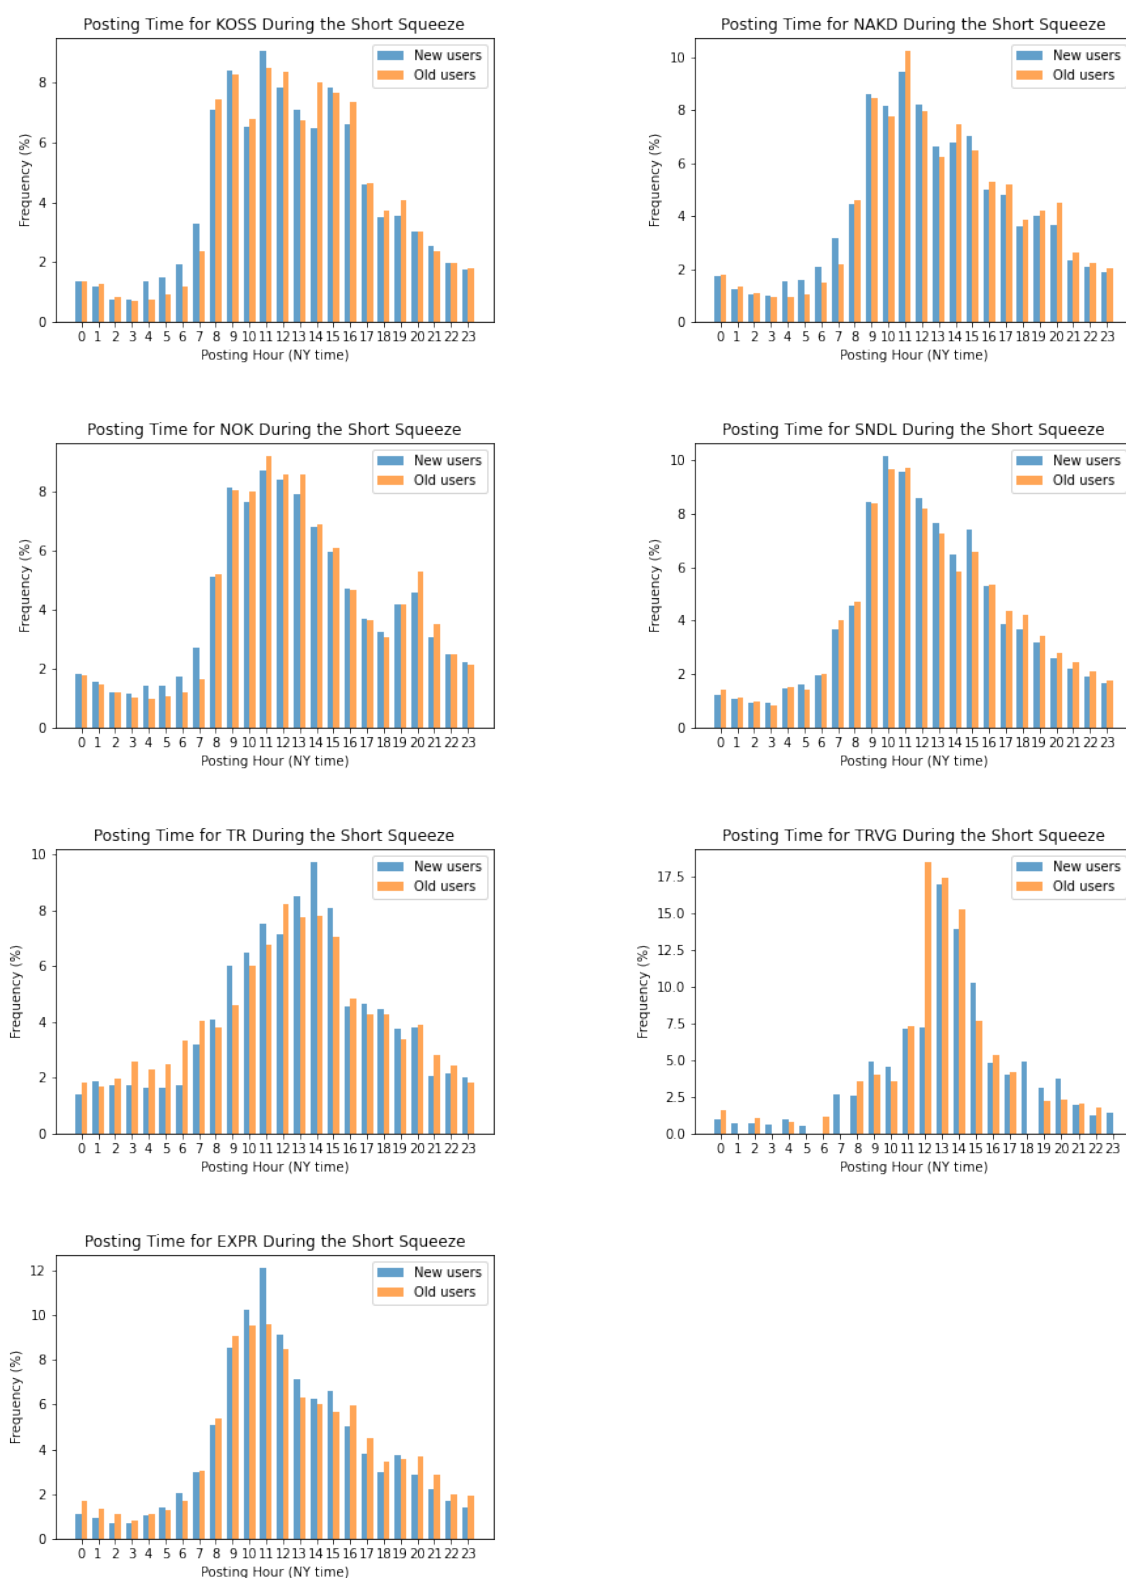 Posting Time for KOSS During the Short Squeeze
New users
Old users
Frequency (%)
8
6
4
2
0
0 1 2 3 4 5 6 7 8 9 10 11 12 13 14 15 16 17 18 19 20 21 22 23
Posting Hour (NY time)
Posting Time for NAKD During the Short Squeeze
New users
Old users
Frequency (%)
10
8
6
4
2
0
0 1 2 3 4 5 6 7 8 9 10 11 12 13 14 15 16 17 18 19 20 21 22 23
Posting Hour (NY time)
Posting Time for NOK During the Short Squeeze
New users
Old users
Frequency (%)
8
6
4
2
0
0 1 2 3 4 5 6 7 8 9 10 11 12 13 14 15 16 17 18 19 20 21 22 23
Posting Hour (NY time)
Posting Time for SNDL During the Short Squeeze
New users
Old users
Frequency (%)
10
8
6
4
2
0
0 1 2 3 4 5 6 7 8 9 10 11 12 13 14 15 16 17 18 19 20 21 22 23
Posting Hour (NY time)
Posting Time for TR During the Short Squeeze
New users
Old users
Frequency (%)
10
8
6
4
2
0
0 1 2 3 4 5 6 7 8 9 10 11 12 13 14 15 16 17 18 19 20 21 22 23
Posting Hour (NY time)
Posting Time for TRVG During the Short Squeeze
New users
Old users
Frequency (%)
17.5
15.0
12.5
10.0
7.5
5.0
2.5
0.0
0 1 2 3 4 5 6 7 8 9 10 11 12 13 14 15 16 17 18 19 20 21 22 23
Posting Hour (NY time)
Posting Time for EXPR During the Short Squeeze
New users
Old users
Frequency (%)
12
10
8
6
4
2
0
0 1 2 3 4 5 6 7 8 9 10 11 12 13 14 15 16 17 18 19 20 21 22 23
Posting Hour (NY time)